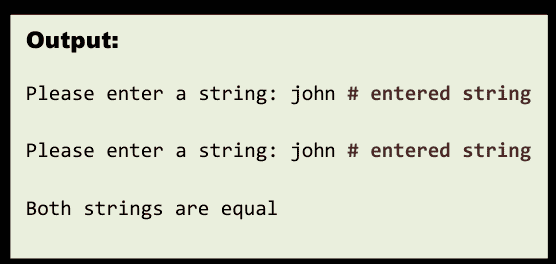 Output:
Please enter a string: john # entered string
Please enter a string: john # entered string
Both strings are equal